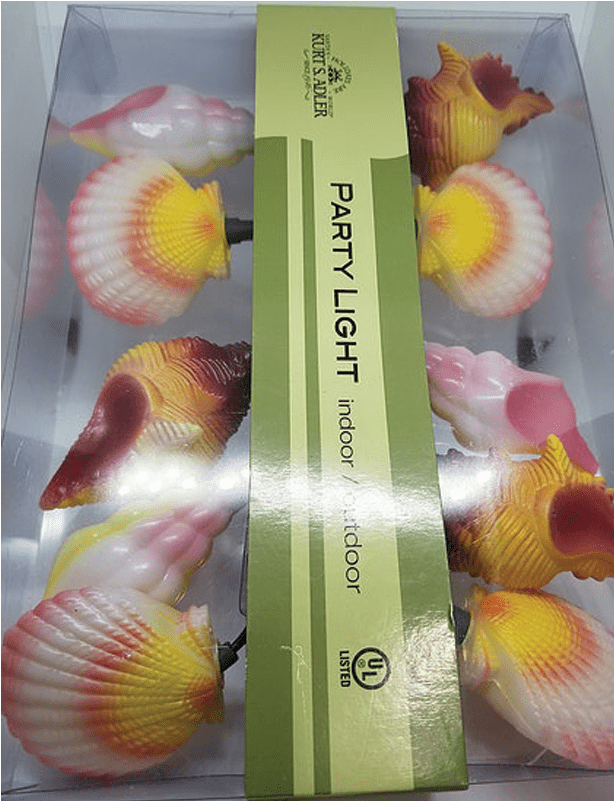 KURT S. ADLER
PARTY LIGHT indoor / outdoor
UL
®
LISTED